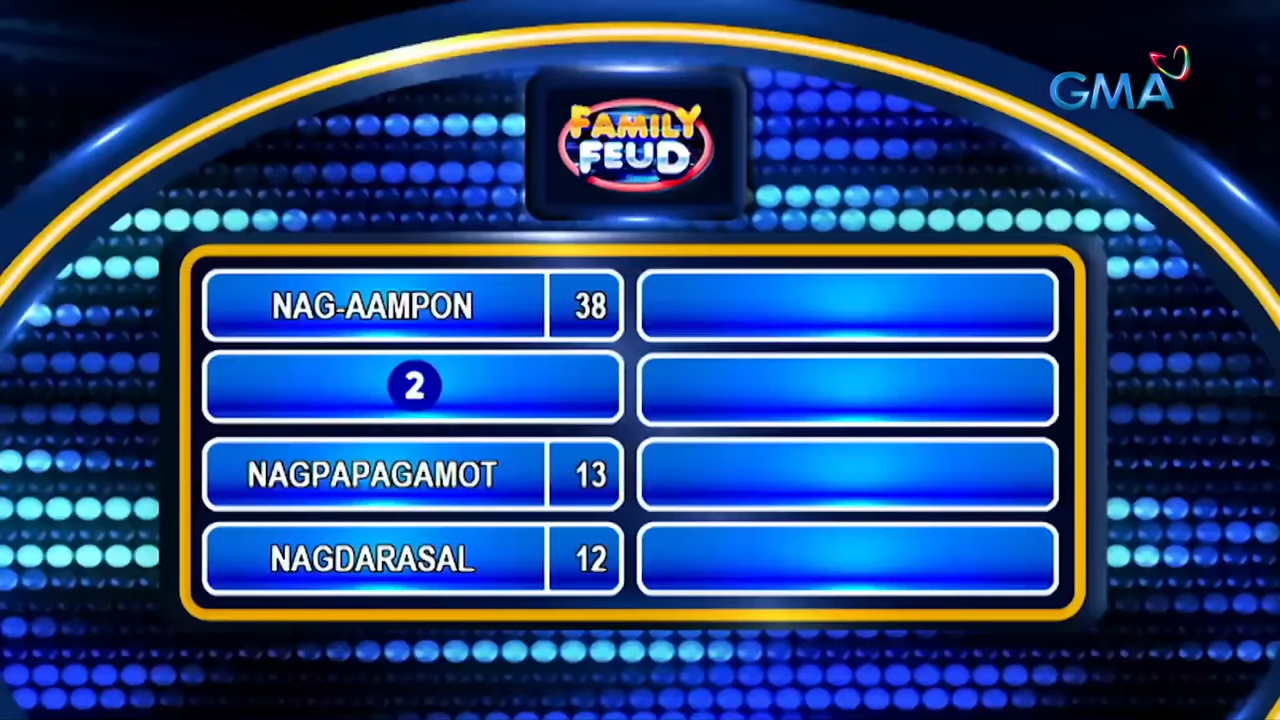 GMA
FAMILY
FEUD
NAG-AAMPON 38
2
NAGPAPAGAMOT 13
NAGDARASAL 12